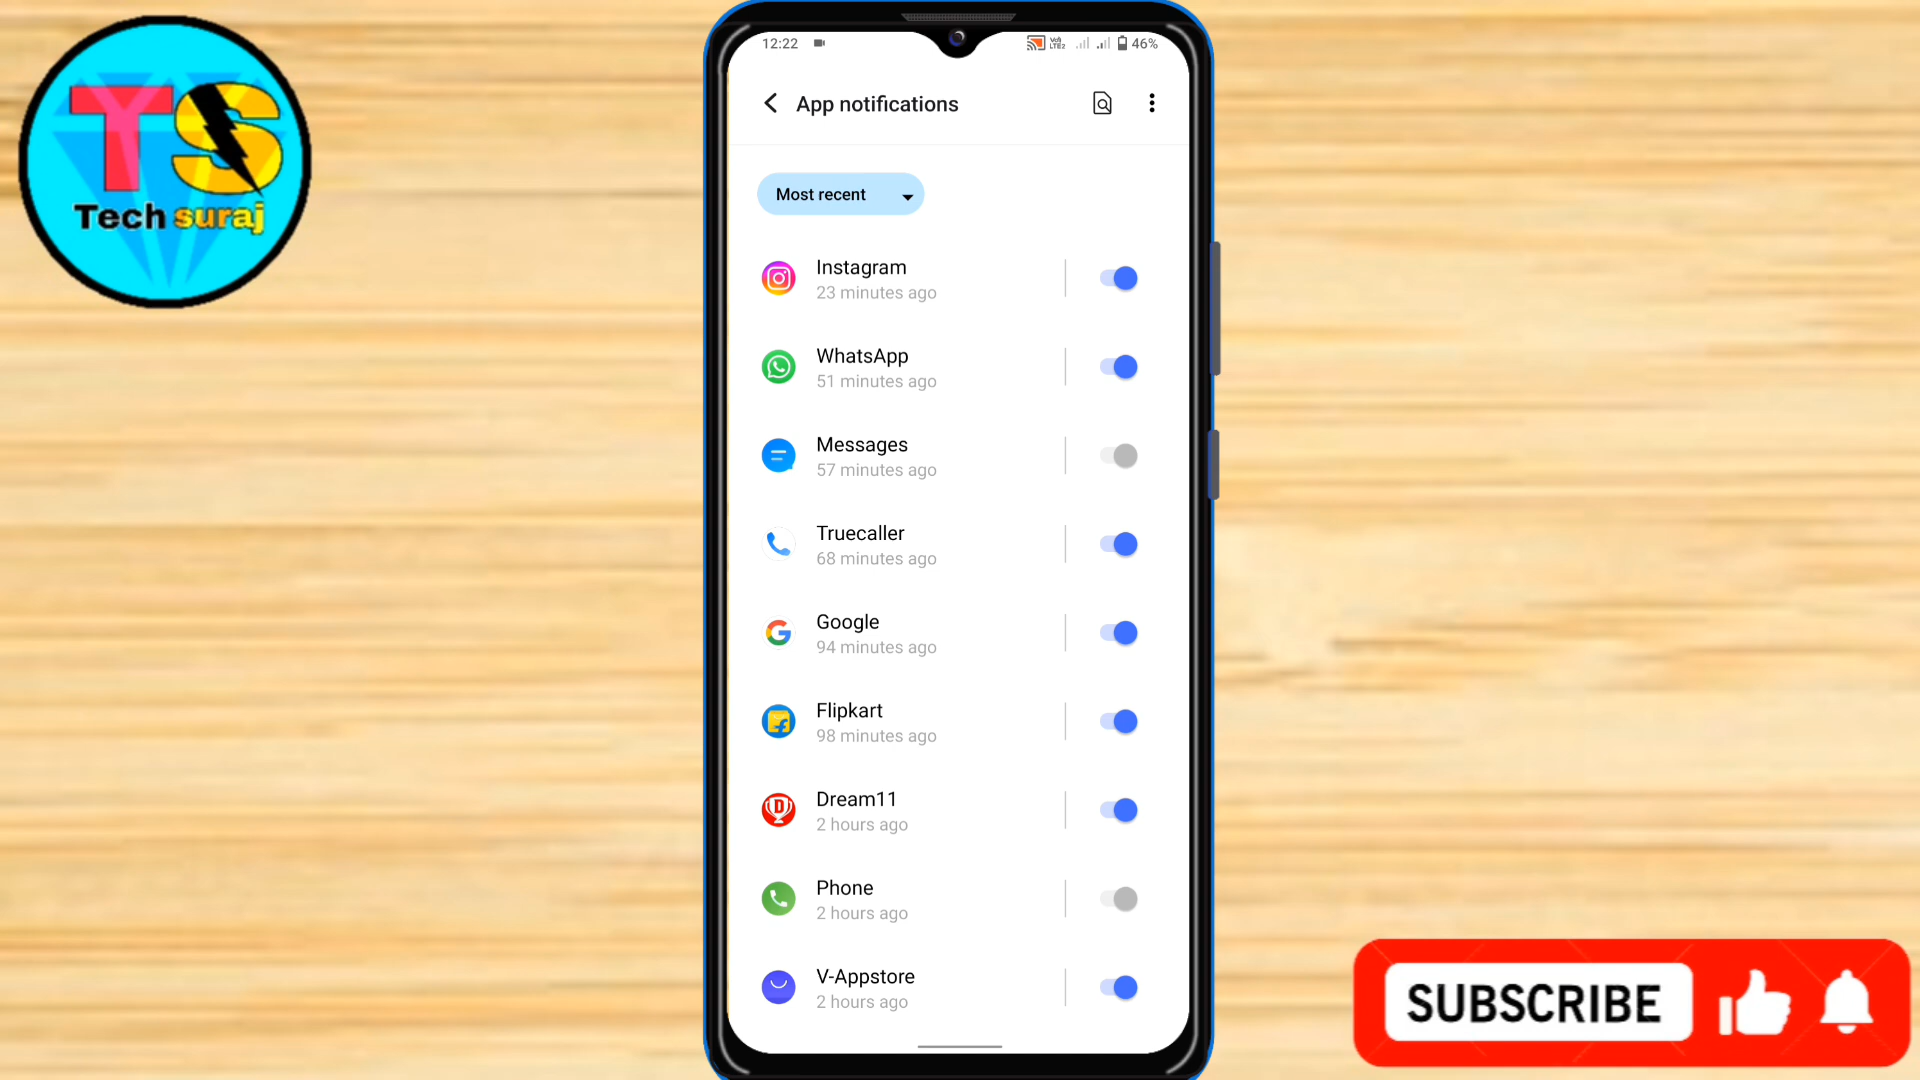 TS
Tech suraj
12:22
Vo)
LTE2
46%
App notifications
Most recent
Instagram
23 minutes ago
WhatsApp
51 minutes ago
Messages
57 minutes ago
Truecaller
68 minutes ago
Google
94 minutes ago
Flipkart
98 minutes ago
Dream11
2 hours ago
Phone
2 hours ago
V-Appstore
2 hours ago
SUBSCRIBE